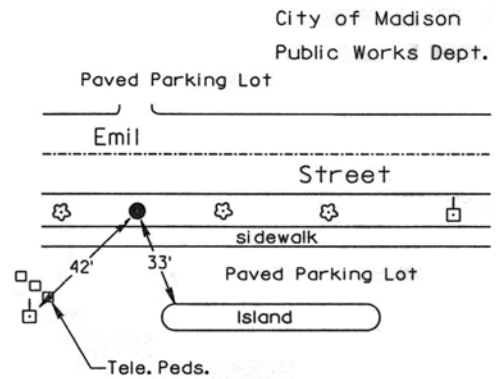 City of Madison
Public Works Dept.
Paved Parking Lot
Emil
Street
sidewalk
42'
33'
Paved Parking Lot
Island
Tele. Peds.